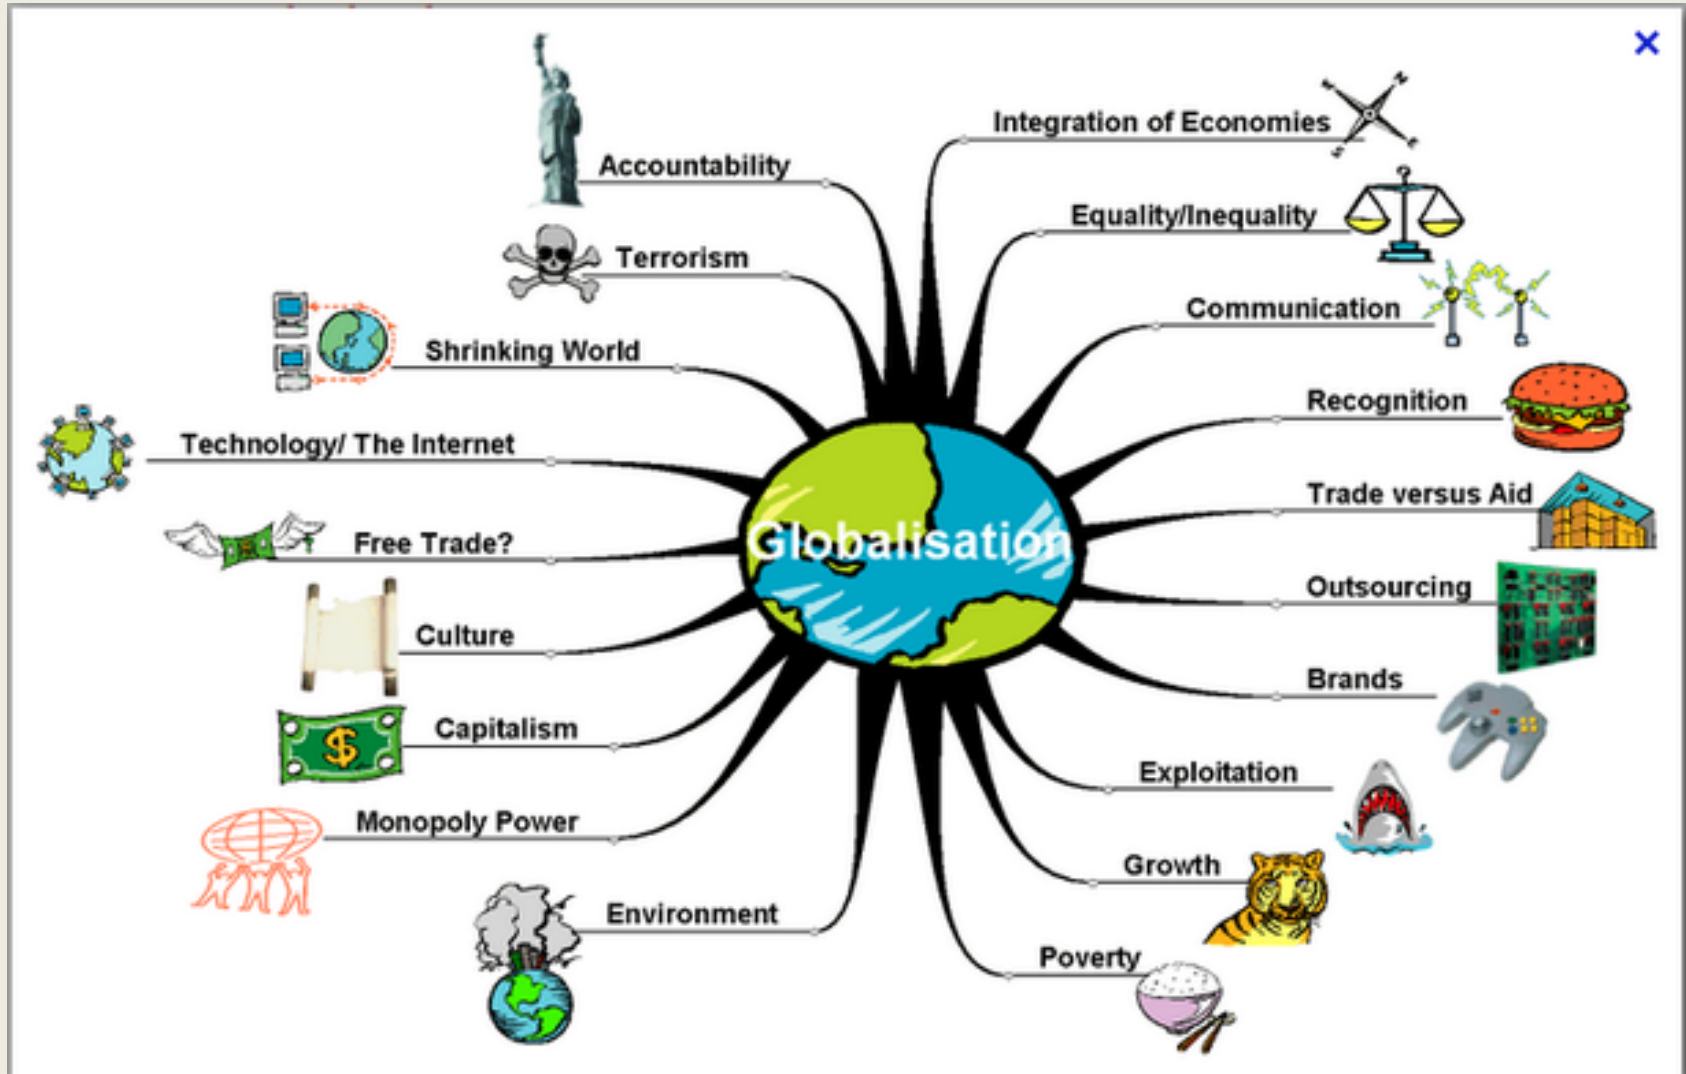 Globalisation
Integration of Economies
Equality/Inequality
Communication
Recognition
Trade versus Aid
Outsourcing
Brands
Exploitation
Growth
Poverty
Environment
Monopoly Power
Capitalism
Culture
Free Trade?
Technology/ The Internet
Shrinking World
Terrorism
Accountability
N
E
S
$